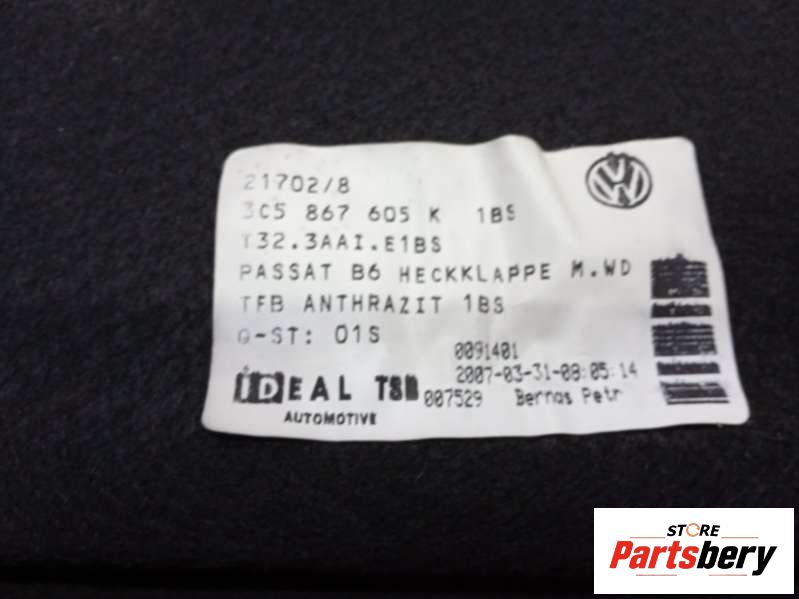 21702/8
3C5 867 605 K 1BS
T32.3AAI.E1BS
PASSAT B6 HECKKLAPPE M.WD
TFB ANTHRAZIT 1BS
Q-ST: 01S
0091401
2007-03-31-08:05:14
IDEAL TSB 007529 Bernas Petr
AUTOMOTIVE
STORE
Partsbery